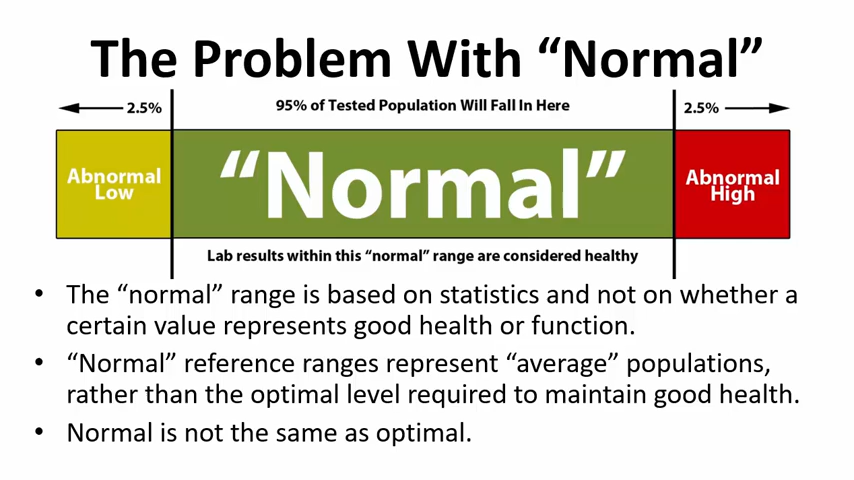 The Problem With “Normal”
2.5%
95% of Tested Population Will Fall In Here
2.5%
Abnormal
Low
“Normal”
Abnormal
High
Lab results within this “normal” range are considered healthy
• The “normal” range is based on statistics and not on whether a
certain value represents good health or function.
• “Normal” reference ranges represent “average” populations,
rather than the optimal level required to maintain good health.
• Normal is not the same as optimal.